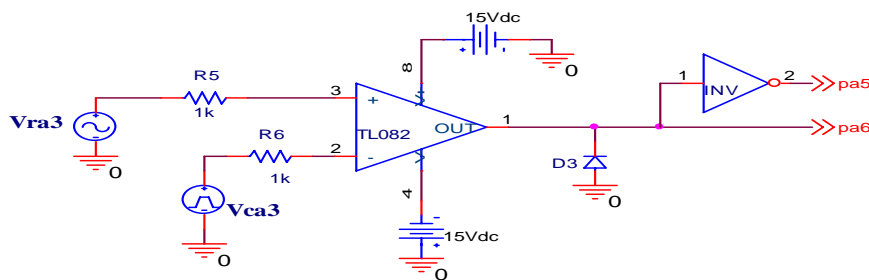 15Vdc
+
-
0
8
R5
1k
3
+
TL082
OUT
1
Vra3
0
R6
1k
2
-
Vca3
0
4
-
+
15Vdc
0
D3
0
1
INV
2
pa5
pa6